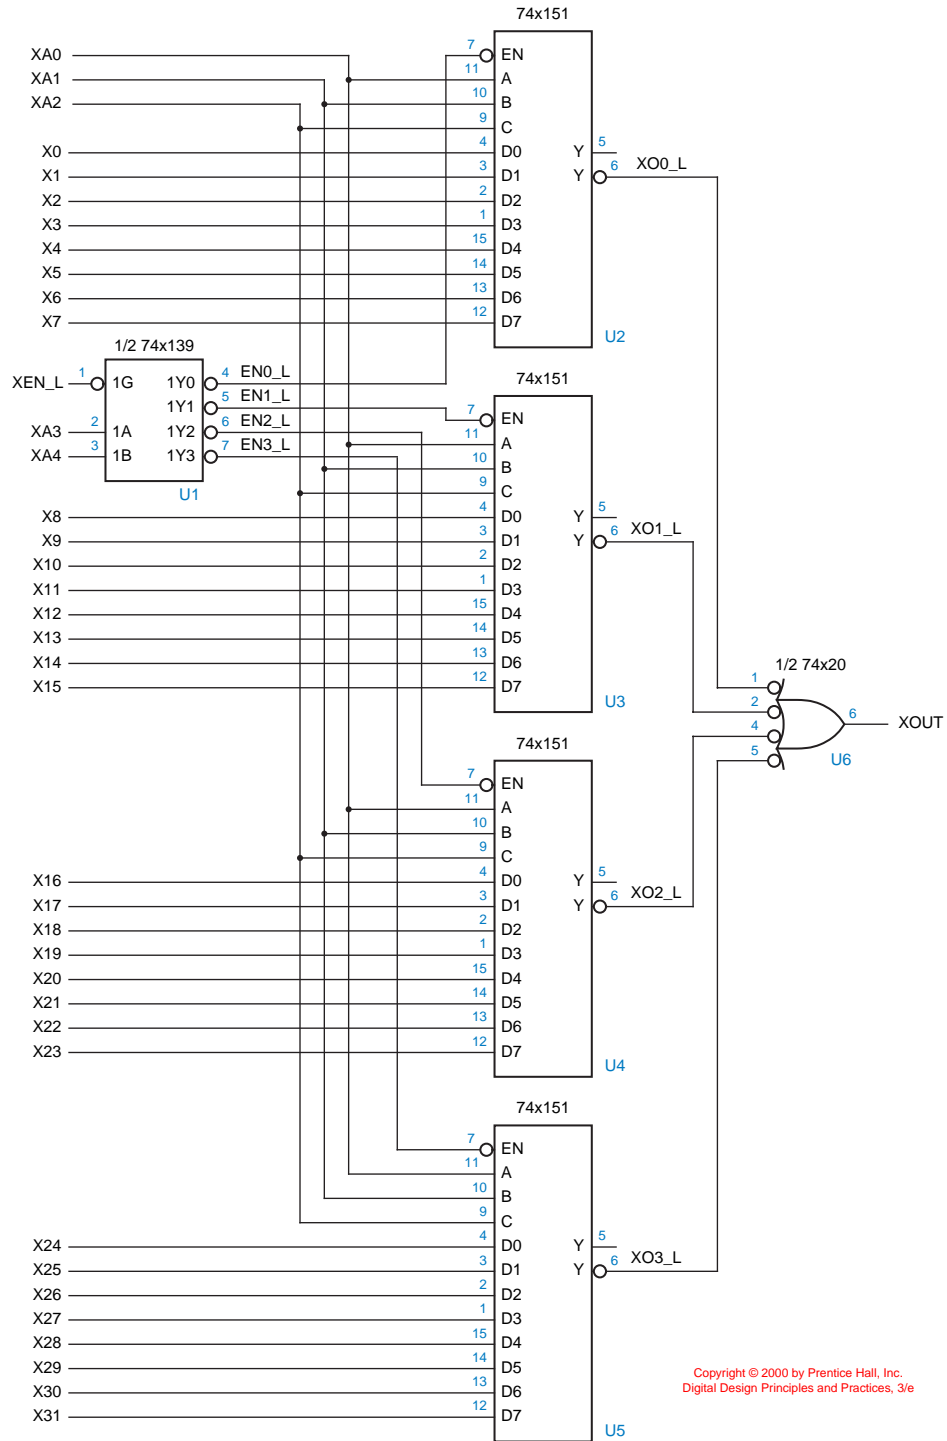 74x151
XA0
7
EN
XA1
11
A
XA2
10
B
9
C
X0
4
D0
Y
5
X1
3
D1
Y
6
XO0_L
X2
2
D2
X3
1
D3
X4
15
D4
X5
14
D5
X6
13
D6
X7
12
D7
U2
1/2 74x139
XEN_L
1
1G
1Y0
4
EN0_L
1Y1
5
EN1_L
XA3
2
1A
1Y2
6
EN2_L
XA4
3
1B
1Y3
7
EN3_L
U1
74x151
7
EN
11
A
10
B
9
C
X8
4
D0
Y
5
X9
3
D1
Y
6
XO1_L
X10
2
D2
X11
1
D3
X12
15
D4
X13
14
D5
X14
13
D6
X15
12
D7
U3
1/2 74x20
1
2
4
5
6
XOUT
U6
74x151
7
EN
11
A
10
B
9
C
X16
4
D0
Y
5
X17
3
D1
Y
6
XO2_L
X18
2
D2
X19
1
D3
X20
15
D4
X21
14
D5
X22
13
D6
X23
12
D7
U4
74x151
7
EN
11
A
10
B
9
C
X24
4
D0
Y
5
X25
3
D1
Y
6
XO3_L
X26
2
D2
X27
1
D3
X28
15
D4
X29
14
D5
X30
13
D6
X31
12
D7
U5
Copyright © 2000 by Prentice Hall, Inc.
Digital Design Principles and Practices, 3/e